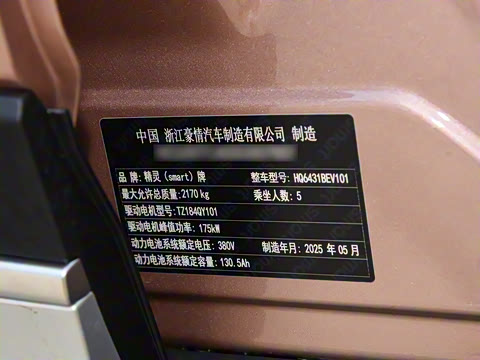 中国 浙江豪情汽车制造有限公司 制造
品牌：精灵（smart）牌 整车型号：HQ6431BEV101
最大允许总质量：2170 kg 乘坐人数：5
驱动电机型号：TZ184QY101
驱动电机峰值功率：175kW
动力电池系统额定电压：380V 制造年月：2025 年 05 月
动力电池系统额定容量：130.5Ah